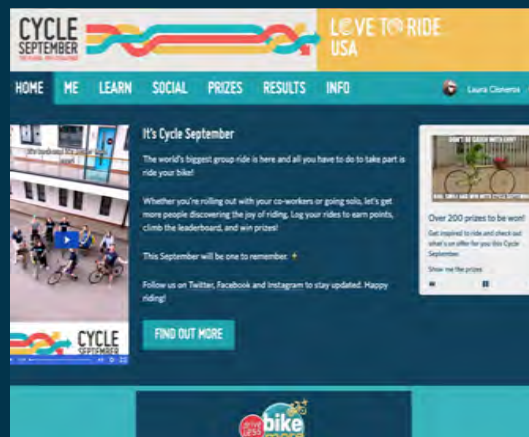 CYCLE
SEPTEMBER
LOVE TO RIDE
USA
HOME ME LEARN SOCIAL PRIZES RESULTS INFO
Laura Cisneros
It's Cycle September
The world's biggest group ride is here and all you have to do to take part is
ride your bike!
Whether you're rolling out with your co-workers or going solo, let's get
more people discovering the joy of riding. Log your rides to earn points,
climb the leaderboard, and win prizes!
This September will be one to remember ⚡
Follow us on Twitter, Facebook and Instagram to stay updated. Happy
riding!
FIND OUT MORE
CYCLE
SEPTEMBER
Over 200 prizes to be won!
Get inspired to ride and check out
what's on offer for you this Cycle
September.
Show me the prizes
drive
less
bike
more